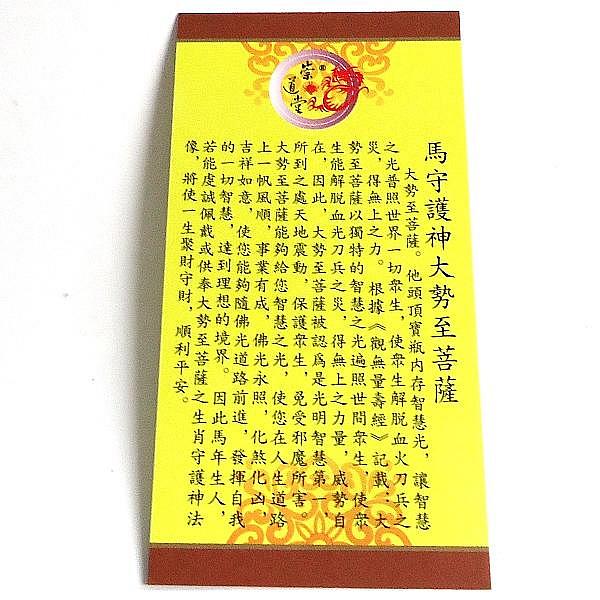 崇道堂
馬守護神大勢至菩薩
大勢至菩薩。他頭頂寶瓶内存智慧光，讓智慧
之光普照世界一切衆生，使衆生解脱血火刀兵之
災，得無上之力。根據《觀無量壽經》記載，大
勢至菩薩以獨特的智慧之光遍照世間衆生，使衆
生能解脱血光刀兵之災，得無上之力量，威勢自
在，因此，大勢至菩薩被認爲是光明智慧第一，
所到之處天地震動，保護衆生，免受邪魔所害。
大勢至菩薩能夠給您智慧之光，使您在人生道路
上一帆風順，事業有成，佛光永照，化煞化凶，
吉祥如意，使您能夠隨佛光道路前進，發揮自我
的一切智慧，達到理想的境界。因此馬年生人，
若能虔誠佩戴或供奉大勢至菩薩之生肖守護神法
像，將使一生聚財守財，順利平安。